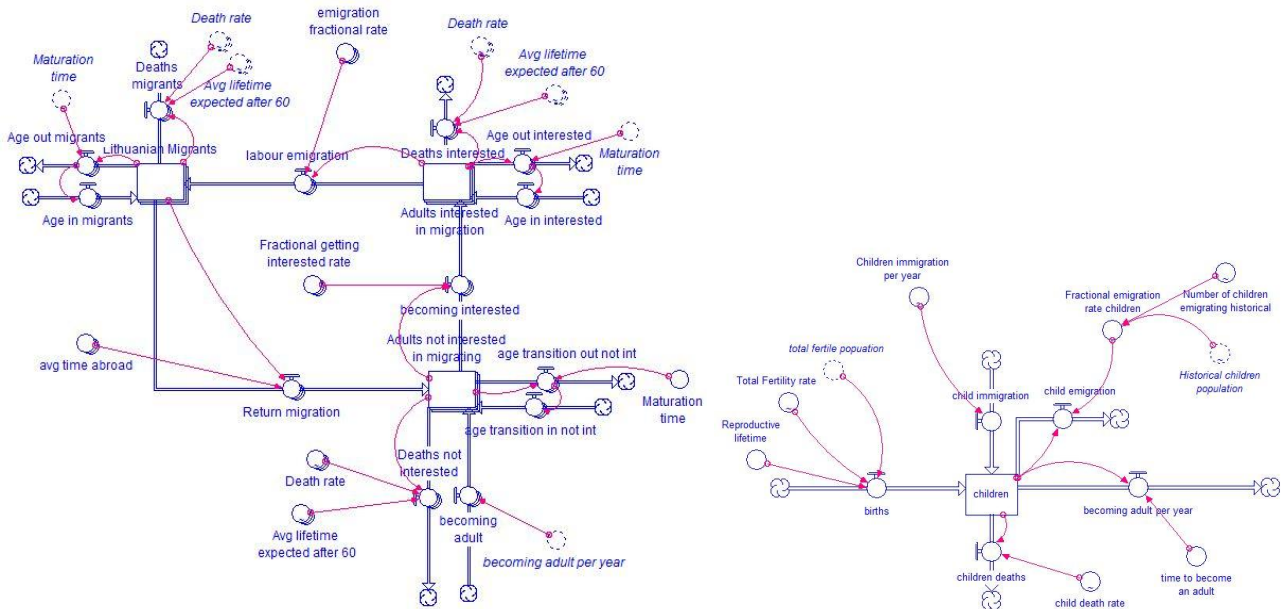 Death rate
emigration
fractional rate
Death rate
Maturation
time
Deaths
migrants
Avg lifetime
expected after 60
Avg lifetime
expected after 60
Age out migrants
Lithuanian Migrants
labour emigration
Deaths interested
Age out interested
Maturation
time
Age in migrants
Adults interested
in migration
Age in interested
Fractional getting
interested rate
becoming interested
Adults not interested
in migrating
avg time abroad
Return migration
age transition out not int
Maturation
time
age transition in not int
Deaths not
interested
Death rate
Avg lifetime
expected after 60
becoming
adult
becoming adult per year
Children immigration
per year
Fractional emigration
rate children
Number of children
emigrating historical
total fertile popuation
Historical children
population
Total Fertility rate
child immigration
child emigration
Reproductive
lifetime
births
children
becoming adult per year
children deaths
time to become
an adult
child death rate